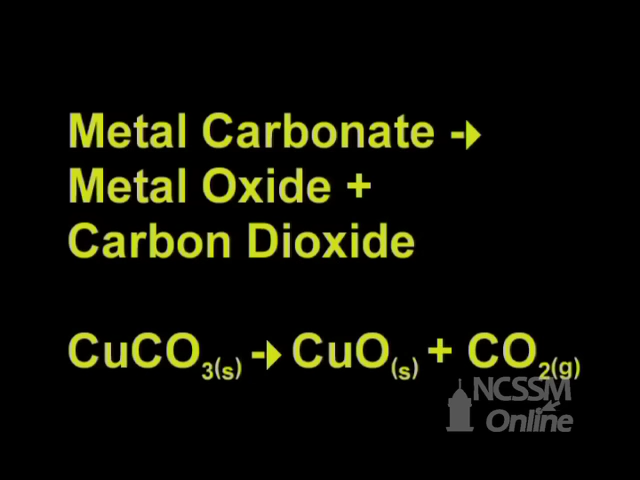 Metal Carbonate →
Metal Oxide +
Carbon Dioxide
CuCO3(s) → CuO(s) + CO2(g)
NCSSM
Online